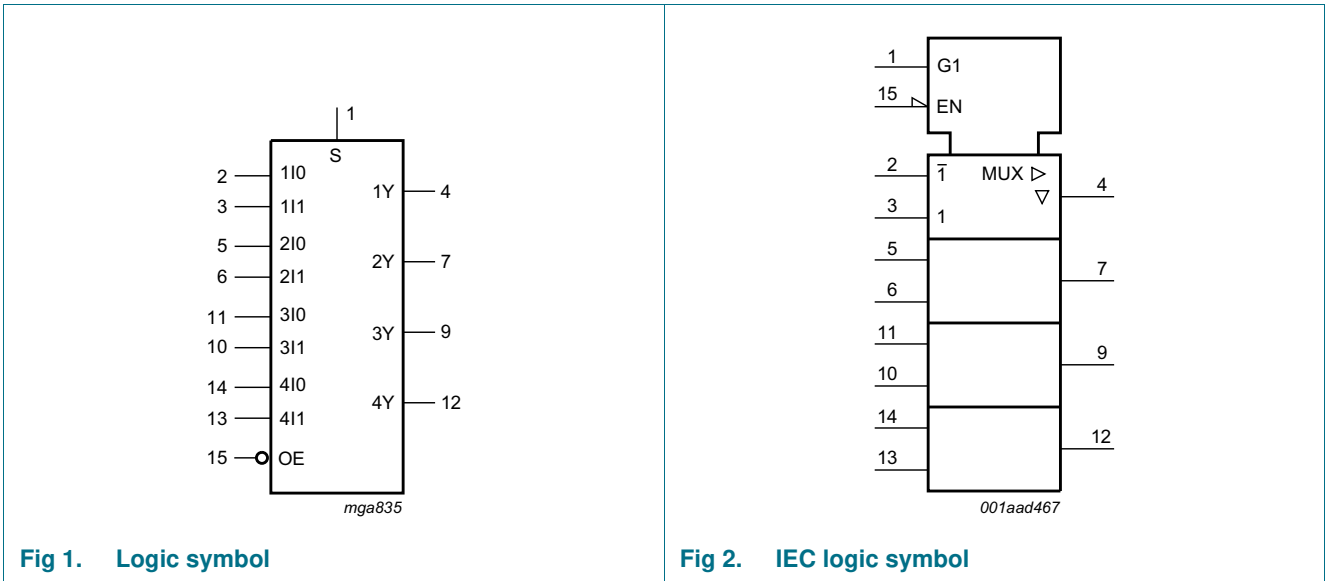 1
S
2 1I0
1Y 4
3 1I1
5 2I0
2Y 7
6 2I1
11 3I0
3Y 9
10 3I1
14 4I0
4Y 12
13 4I1
15 OE
mga835
Fig 1. Logic symbol
1 G1
15 EN
2 1̅ MUX ▷
▽ 4
3 1
5
7
6
11
9
10
14
12
13
001aad467
Fig 2. IEC logic symbol